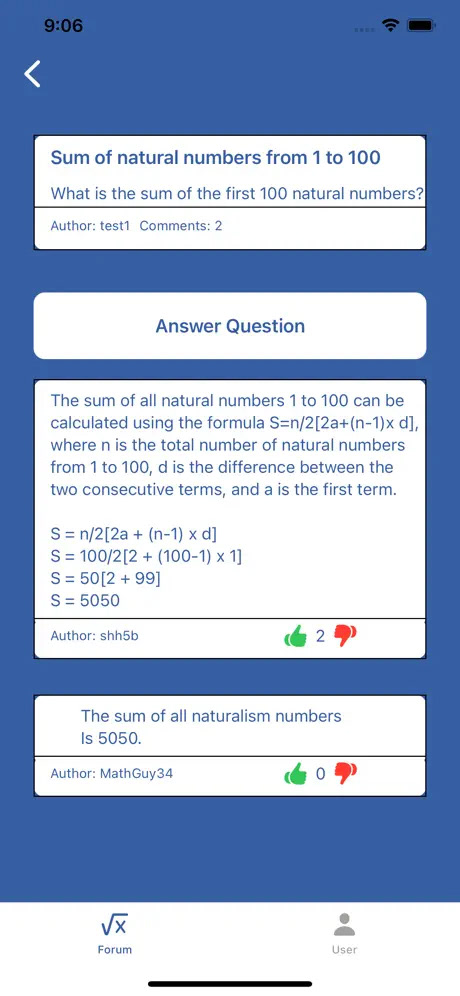 9:06
Sum of natural numbers from 1 to 100
What is the sum of the first 100 natural numbers?
Author: test1 Comments: 2
Answer Question
The sum of all natural numbers 1 to 100 can be
calculated using the formula S=n/2[2a+(n-1)x d],
where n is the total number of natural numbers
from 1 to 100, d is the difference between the
two consecutive terms, and a is the first term.
S = n/2[2a + (n-1) x d]
S = 100/2[2 + (100-1) x 1]
S = 50[2 + 99]
S = 5050
Author: shh5b 2
The sum of all naturalism numbers
Is 5050.
Author: MathGuy34 0
√x
Forum User